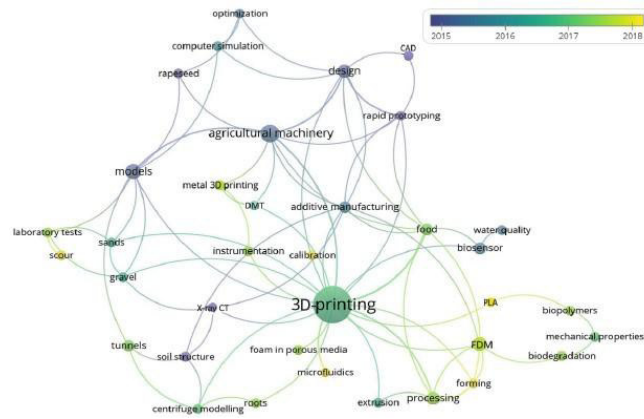 optimization
2015 2016 2017 2018
computer simulation
CAD
rapeseed
design
rapid prototyping
agricultural machinery
models
metal 3D printing
DMT
additive manufacturing
laboratory tests
sands
food
water quality
scour
instrumentation
calibration
biosensor
gravel
X-ray CT
3D-printing
PLA
biopolymers
tunnels
soil structure
foam in porous media
FDM
mechanical properties
biodegradation
microfluidics
forming
centrifuge modelling
roots
extrusion
processing